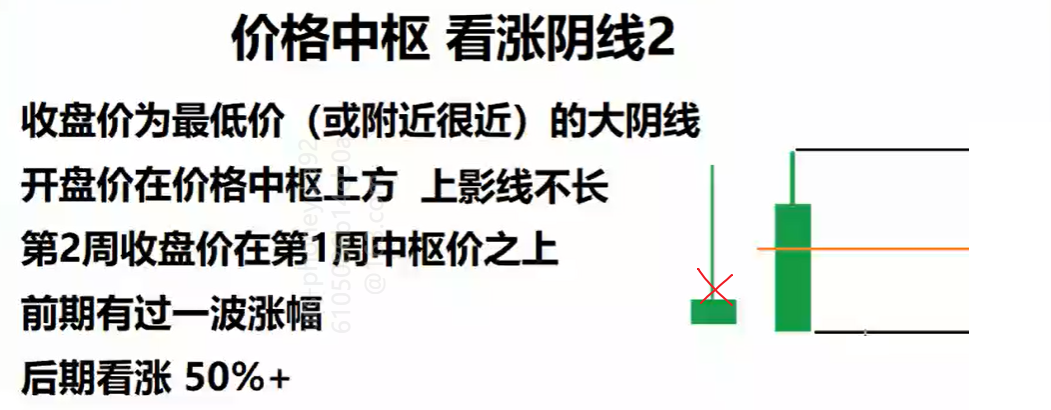 价格中枢 看涨阴线2
收盘价为最低价（或附近很近）的大阴线
开盘价在价格中枢上方 上影线不长
第2周收盘价在第1周中枢价之上
前期有过一波涨幅
后期看涨 50%+